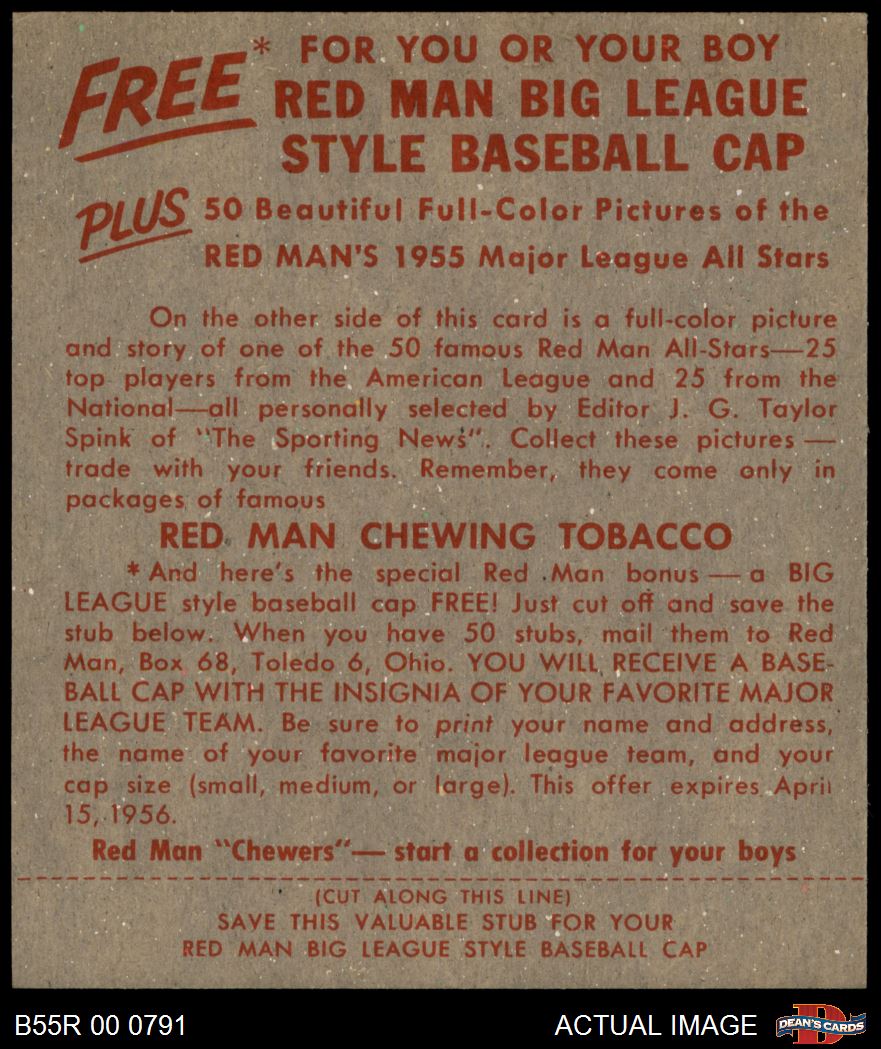 FREE* FOR YOU OR YOUR BOY
RED MAN BIG LEAGUE
STYLE BASEBALL CAP
PLUS 50 Beautiful Full-Color Pictures of the
RED MAN'S 1955 Major League All Stars
On the other side of this card is a full-color picture
and story of one of the 50 famous Red Man All-Stars—25
top players from the American League and 25 from the
National—all personally selected by Editor J. G. Taylor
Spink of "The Sporting News". Collect these pictures —
trade with your friends. Remember, they come only in
packages of famous
RED MAN CHEWING TOBACCO
* And here's the special Red Man bonus — a BIG
LEAGUE style baseball cap FREE! Just cut off and save the
stub below. When you have 50 stubs, mail them to Red
Man, Box 68, Toledo 6, Ohio. YOU WILL RECEIVE A BASE-
BALL CAP WITH THE INSIGNIA OF YOUR FAVORITE MAJOR
LEAGUE TEAM. Be sure to print your name and address,
the name of your favorite major league team, and your
cap size (small, medium, or large). This offer expires April
15, 1956.
Red Man "Chewers"— start a collection for your boys
(CUT ALONG THIS LINE)
SAVE THIS VALUABLE STUB FOR YOUR
RED MAN BIG LEAGUE STYLE BASEBALL CAP
B55R 00 0791 ACTUAL IMAGE DEAN'S CARDS